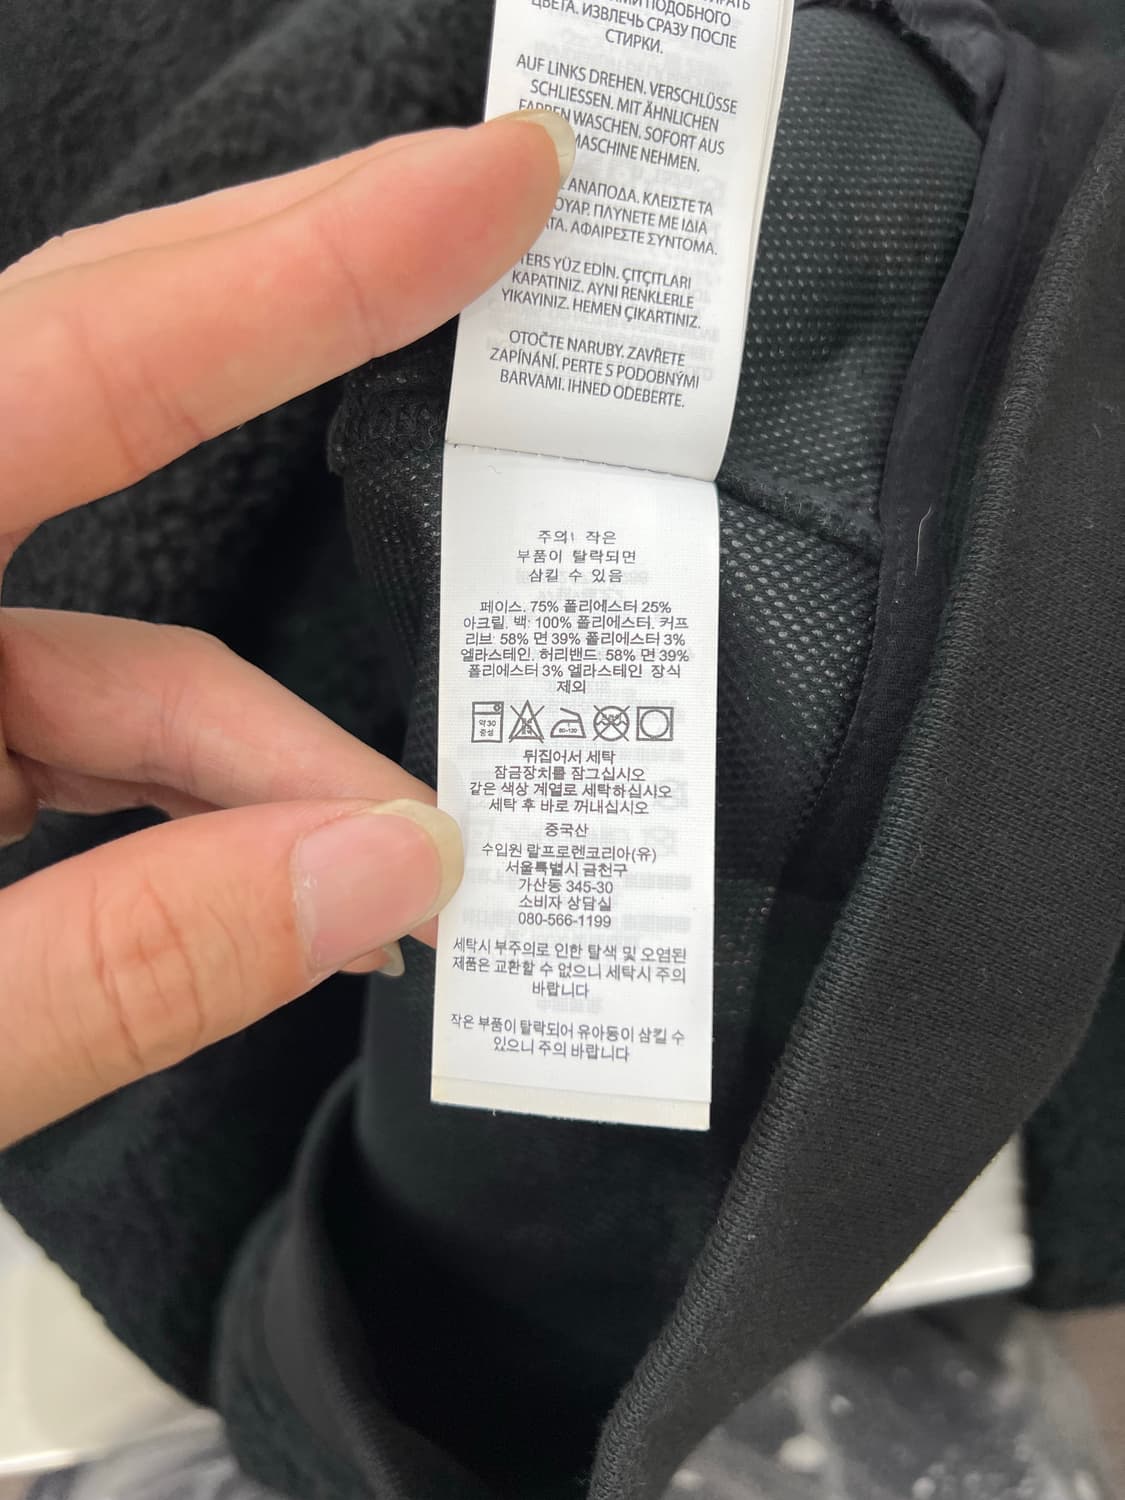 ПОДОБНОГО
ЦВЕТА. ИЗВЛЕЧЬ СРАЗУ ПОСЛЕ
СТИРКИ.
AUF LINKS DREHEN. VERSCHLÜSSE
SCHLIESSEN. MIT ÄHNLICHEN
WASCHEN. SOFORT AUS
MASCHINE NEHMEN.
ΑΝΑΠΟΔΑ. ΚΛΕΙΣΤΕ ΤΑ
ΠΛΥΝΕΤΕ ΜΕ ΙΔΙΑ
ΑΦΑΙΡΕΣΤΕ ΣΥΝΤΟΜΑ.
YÜZ EDİN. ÇITÇITLARI
KAPATINIZ. AYNI RENKLERLE
YIKAYINIZ. HEMEN ÇIKARTINIZ.
OTOČTE NARUBY. ZAVŘETE
ZAPÍNÁNÍ. PERTE S PODOBNÝMI
BARVAMI. IHNED ODEBERTE.
주의! 작은
부품이 탈락되면
삼킬 수 있음
페이스. 75% 폴리에스터 25%
아크릴. 백: 100% 폴리에스터. 커프
리브: 58% 면 39% 폴리에스터 3%
엘라스테인. 허리밴드: 58% 면 39%
폴리에스터 3% 엘라스테인 장식
제외
약30
중성
80-120
뒤집어서 세탁
잠금장치를 잠그십시오
같은 색상 계열로 세탁하십시오
세탁 후 바로 꺼내십시오
중국산
수입원 랄프로렌코리아(유)
서울특별시 금천구
가산동 345-30
소비자 상담실
080-566-1199
세탁시 부주의로 인한 탈색 및 오염된
제품은 교환할 수 없으니 세탁시 주의
바랍니다
작은 부품이 탈락되어 유아동이 삼킬 수
있으니 주의 바랍니다